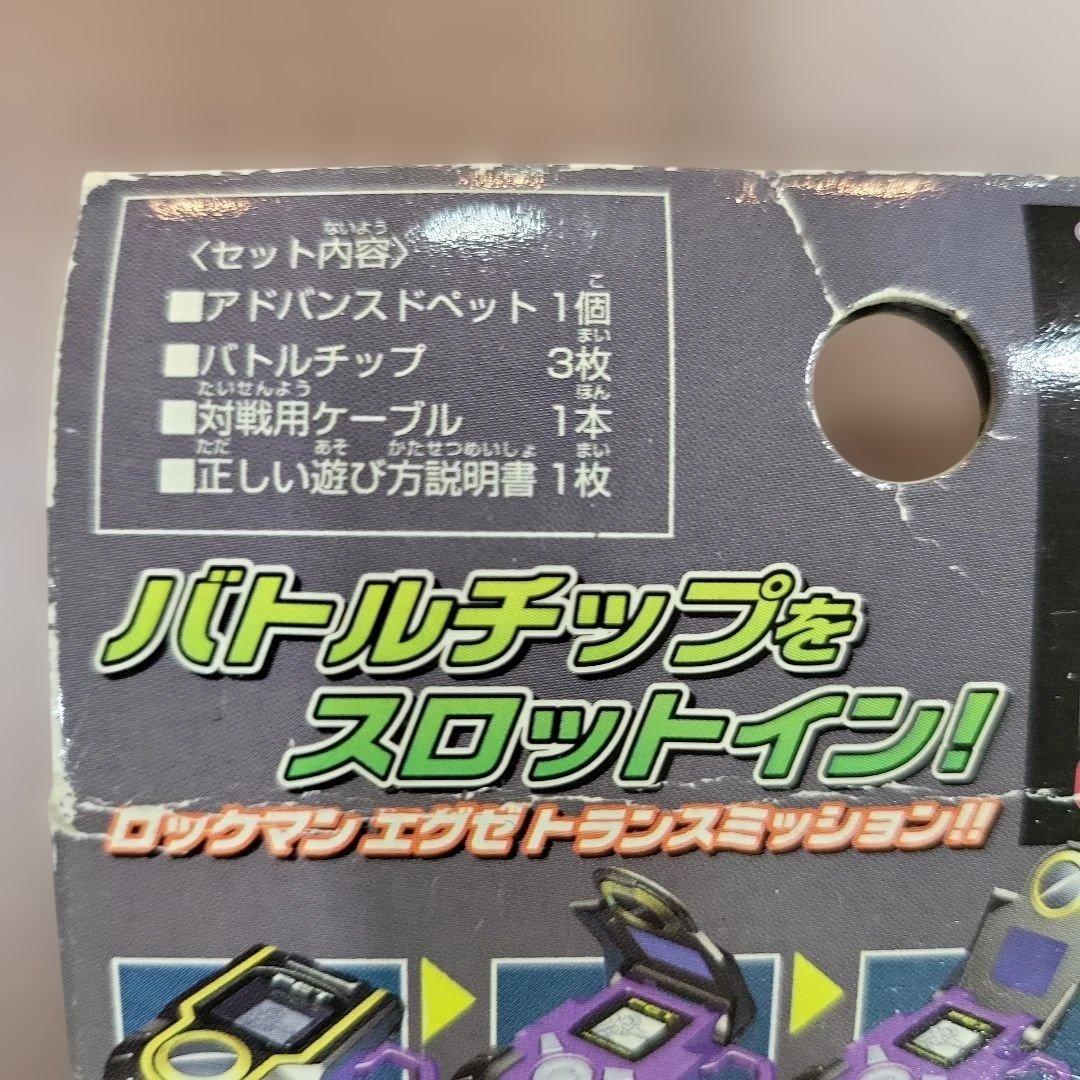 〈セット内容〉
ないよう
■アドバンスドペット 1個
こ
■バトルチップ 3枚
まい
■対戦用ケーブル 1本
たいせんよう ほん
■正しい遊び方説明書 1枚
ただ あそ かたせつめいしょ まい
バトルチップを
スロットイン!
ロックマン エグゼ トランスミッション!!